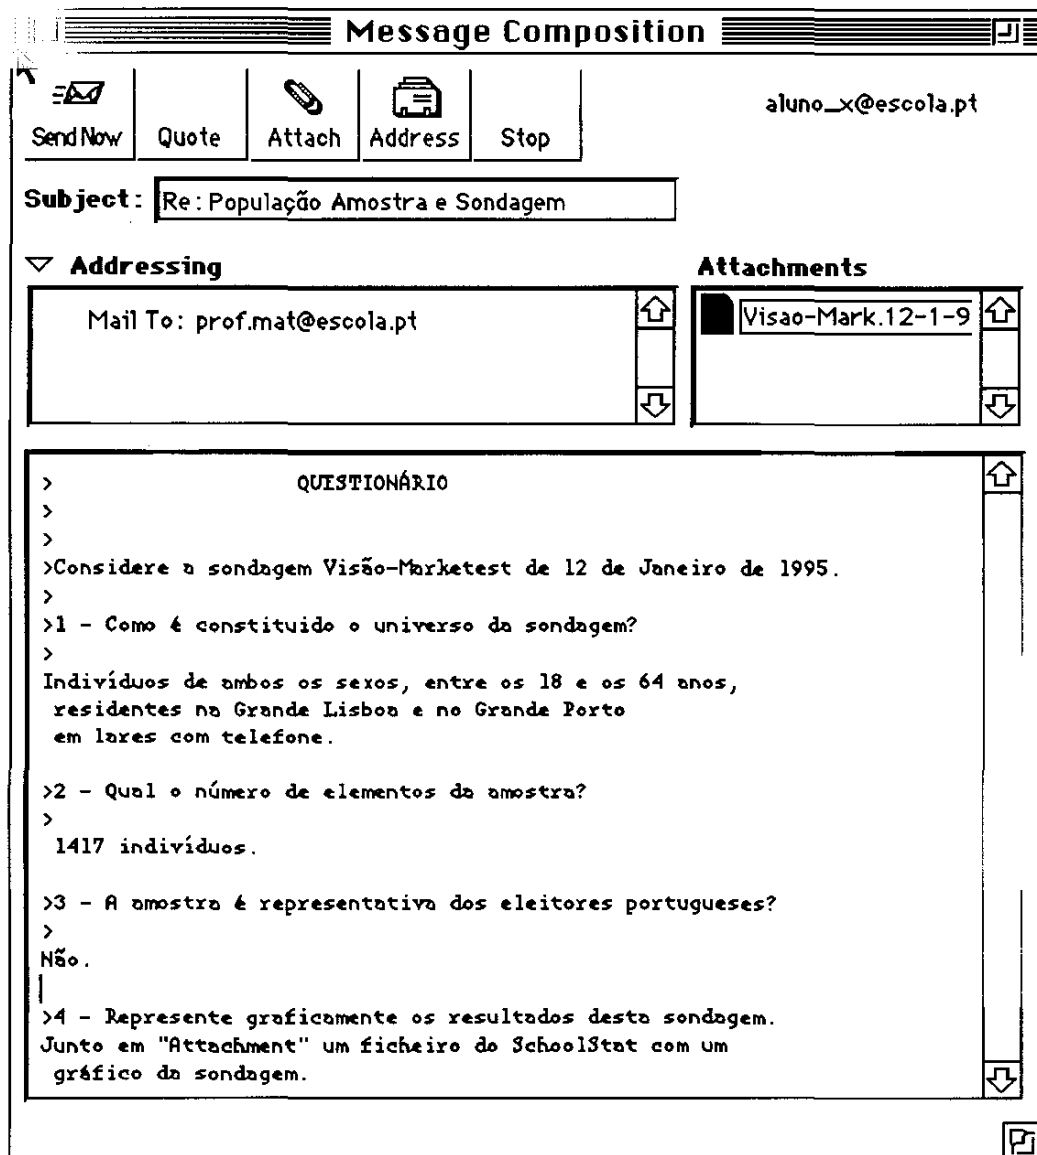 Message Composition
aluno_x@escola.pt
Send Now Quote Attach Address Stop
Subject: Re: População Amostra e Sondagem
Addressing
Attachments
Mail To: prof.mat@escola.pt
Visao-Mark.12-1-9
> QUESTIONÁRIO
>
>
>Considere a sondagem Visão-Marketest de 12 de Janeiro de 1995.
>
>1 - Como é constituido o universo da sondagem?
>
Indivíduos de ambos os sexos, entre os 18 e os 64 anos,
residentes na Grande Lisboa e no Grande Porto
em lares com telefone.
>2 - Qual o número de elementos da amostra?
>
1417 indivíduos.
>3 - A amostra é representativa dos eleitores portugueses?
>
Não.
>4 - Represente graficamente os resultados desta sondagem.
Junto em "Attachment" um ficheiro do SchoolStat com um
gráfico da sondagem.